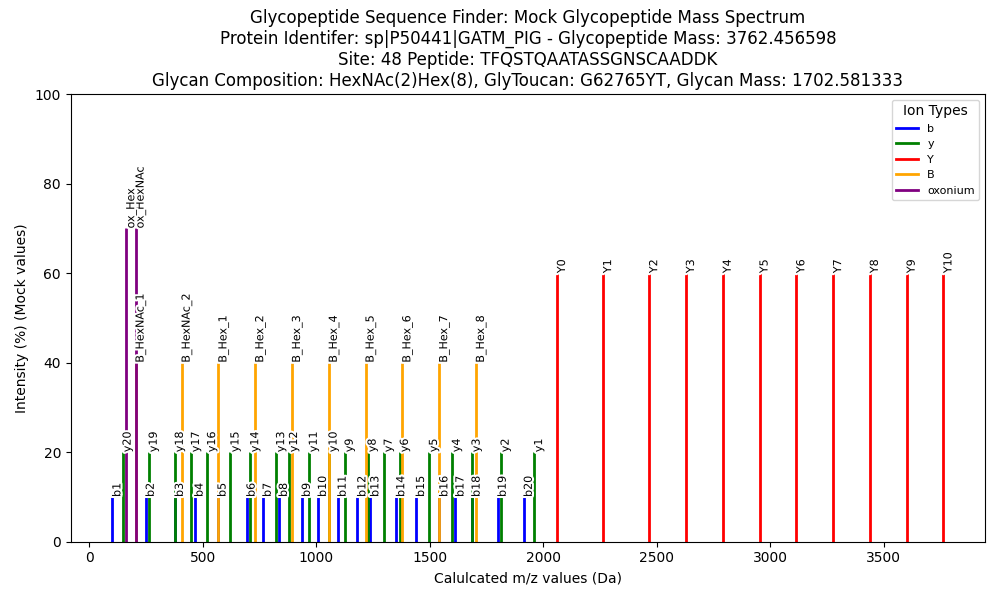 Glycopeptide Sequence Finder: Mock Glycopeptide Mass Spectrum
Protein Identifer: sp|P50441|GATM_PIG - Glycopeptide Mass: 3762.456598
Site: 48 Peptide: TFQSTQAATASSGNSCAADDK
Glycan Composition: HexNAc(2)Hex(8), GlyToucan: G62765YT, Glycan Mass: 1702.581333
Intensity (%) (Mock values)
100
80
60
40
20
0
Ion Types
b
y
Y
B
oxonium
ox_Hex
ox_HexNAc
B_HexNAc_1
B_HexNAc_2
B_Hex_1
B_Hex_2
B_Hex_3
B_Hex_4
B_Hex_5
B_Hex_6
B_Hex_7
B_Hex_8
Y0
Y1
Y2
Y3
Y4
Y5
Y6
Y7
Y8
Y9
Y10
y20
y19
y18
y17
y16
y15
y14
y13
y12
y11
y10
y9
y8
y7
y6
y5
y4
y3
y2
y1
b1
b2
b3
b4
b5
b6
b7
b8
b9
b10
b11
b12
b13
b14
b15
b16
b17
b18
b19
b20
0
500
1000
1500
2000
2500
3000
3500
Calulcated m/z values (Da)